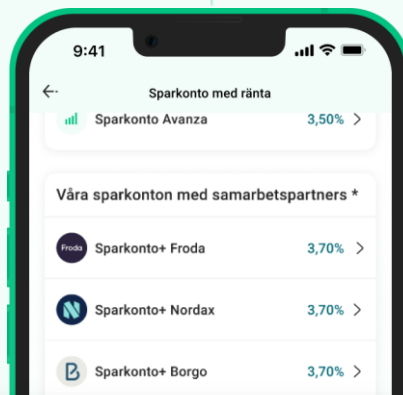 9:41
Sparkonto med ränta
Sparkonto Avanza 3,50%
Våra sparkonton med samarbetspartners *
Froda Sparkonto+ Froda 3,70%
Sparkonto+ Nordax 3,70%
Sparkonto+ Borgo 3,70%